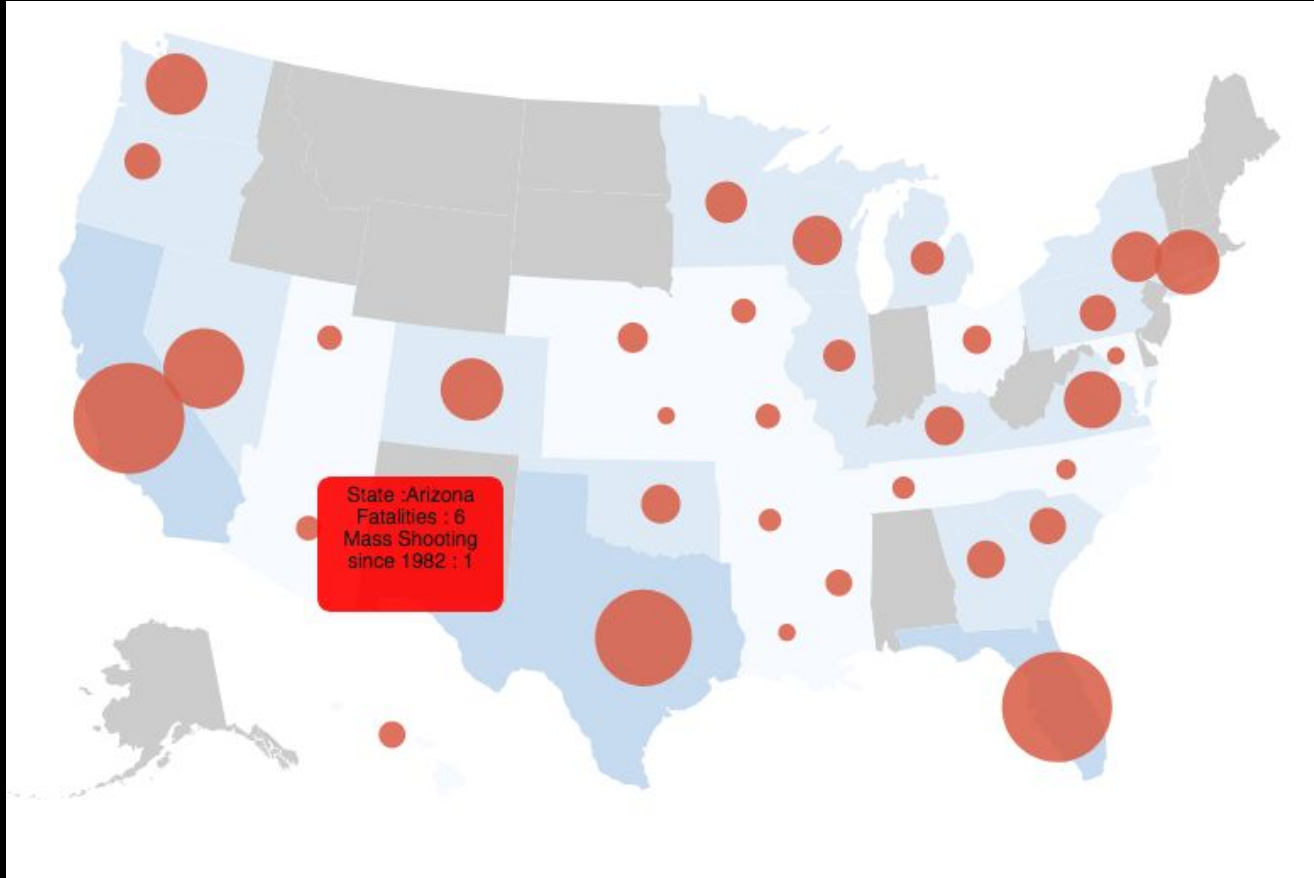 State :Arizona
Fatalities : 6
Mass Shooting
since 1982 : 1